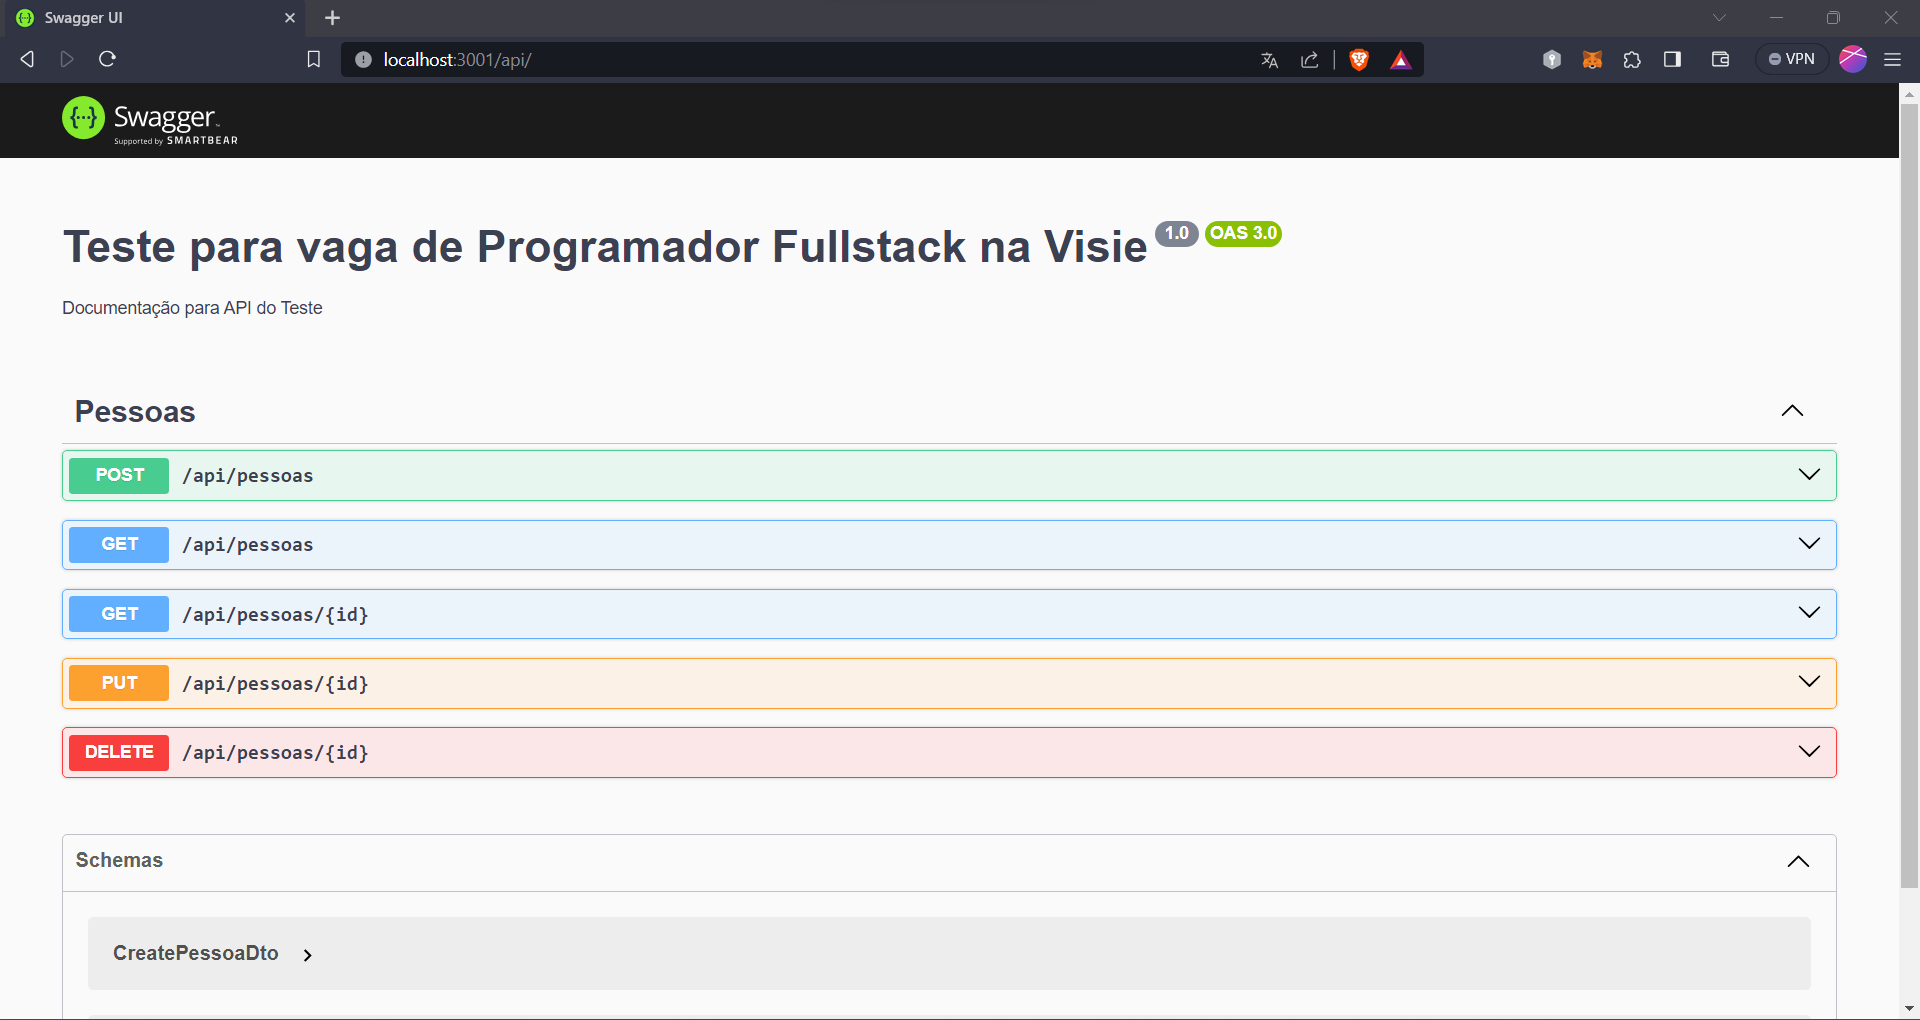 Swagger UI
localhost:3001/api/
VPN
Swagger
Supported by SMARTBEAR
Teste para vaga de Programador Fullstack na Visie 1.0 OAS 3.0
Documentação para API do Teste
Pessoas
POST /api/pessoas
GET /api/pessoas
GET /api/pessoas/{id}
PUT /api/pessoas/{id}
DELETE /api/pessoas/{id}
Schemas
CreatePessoaDto